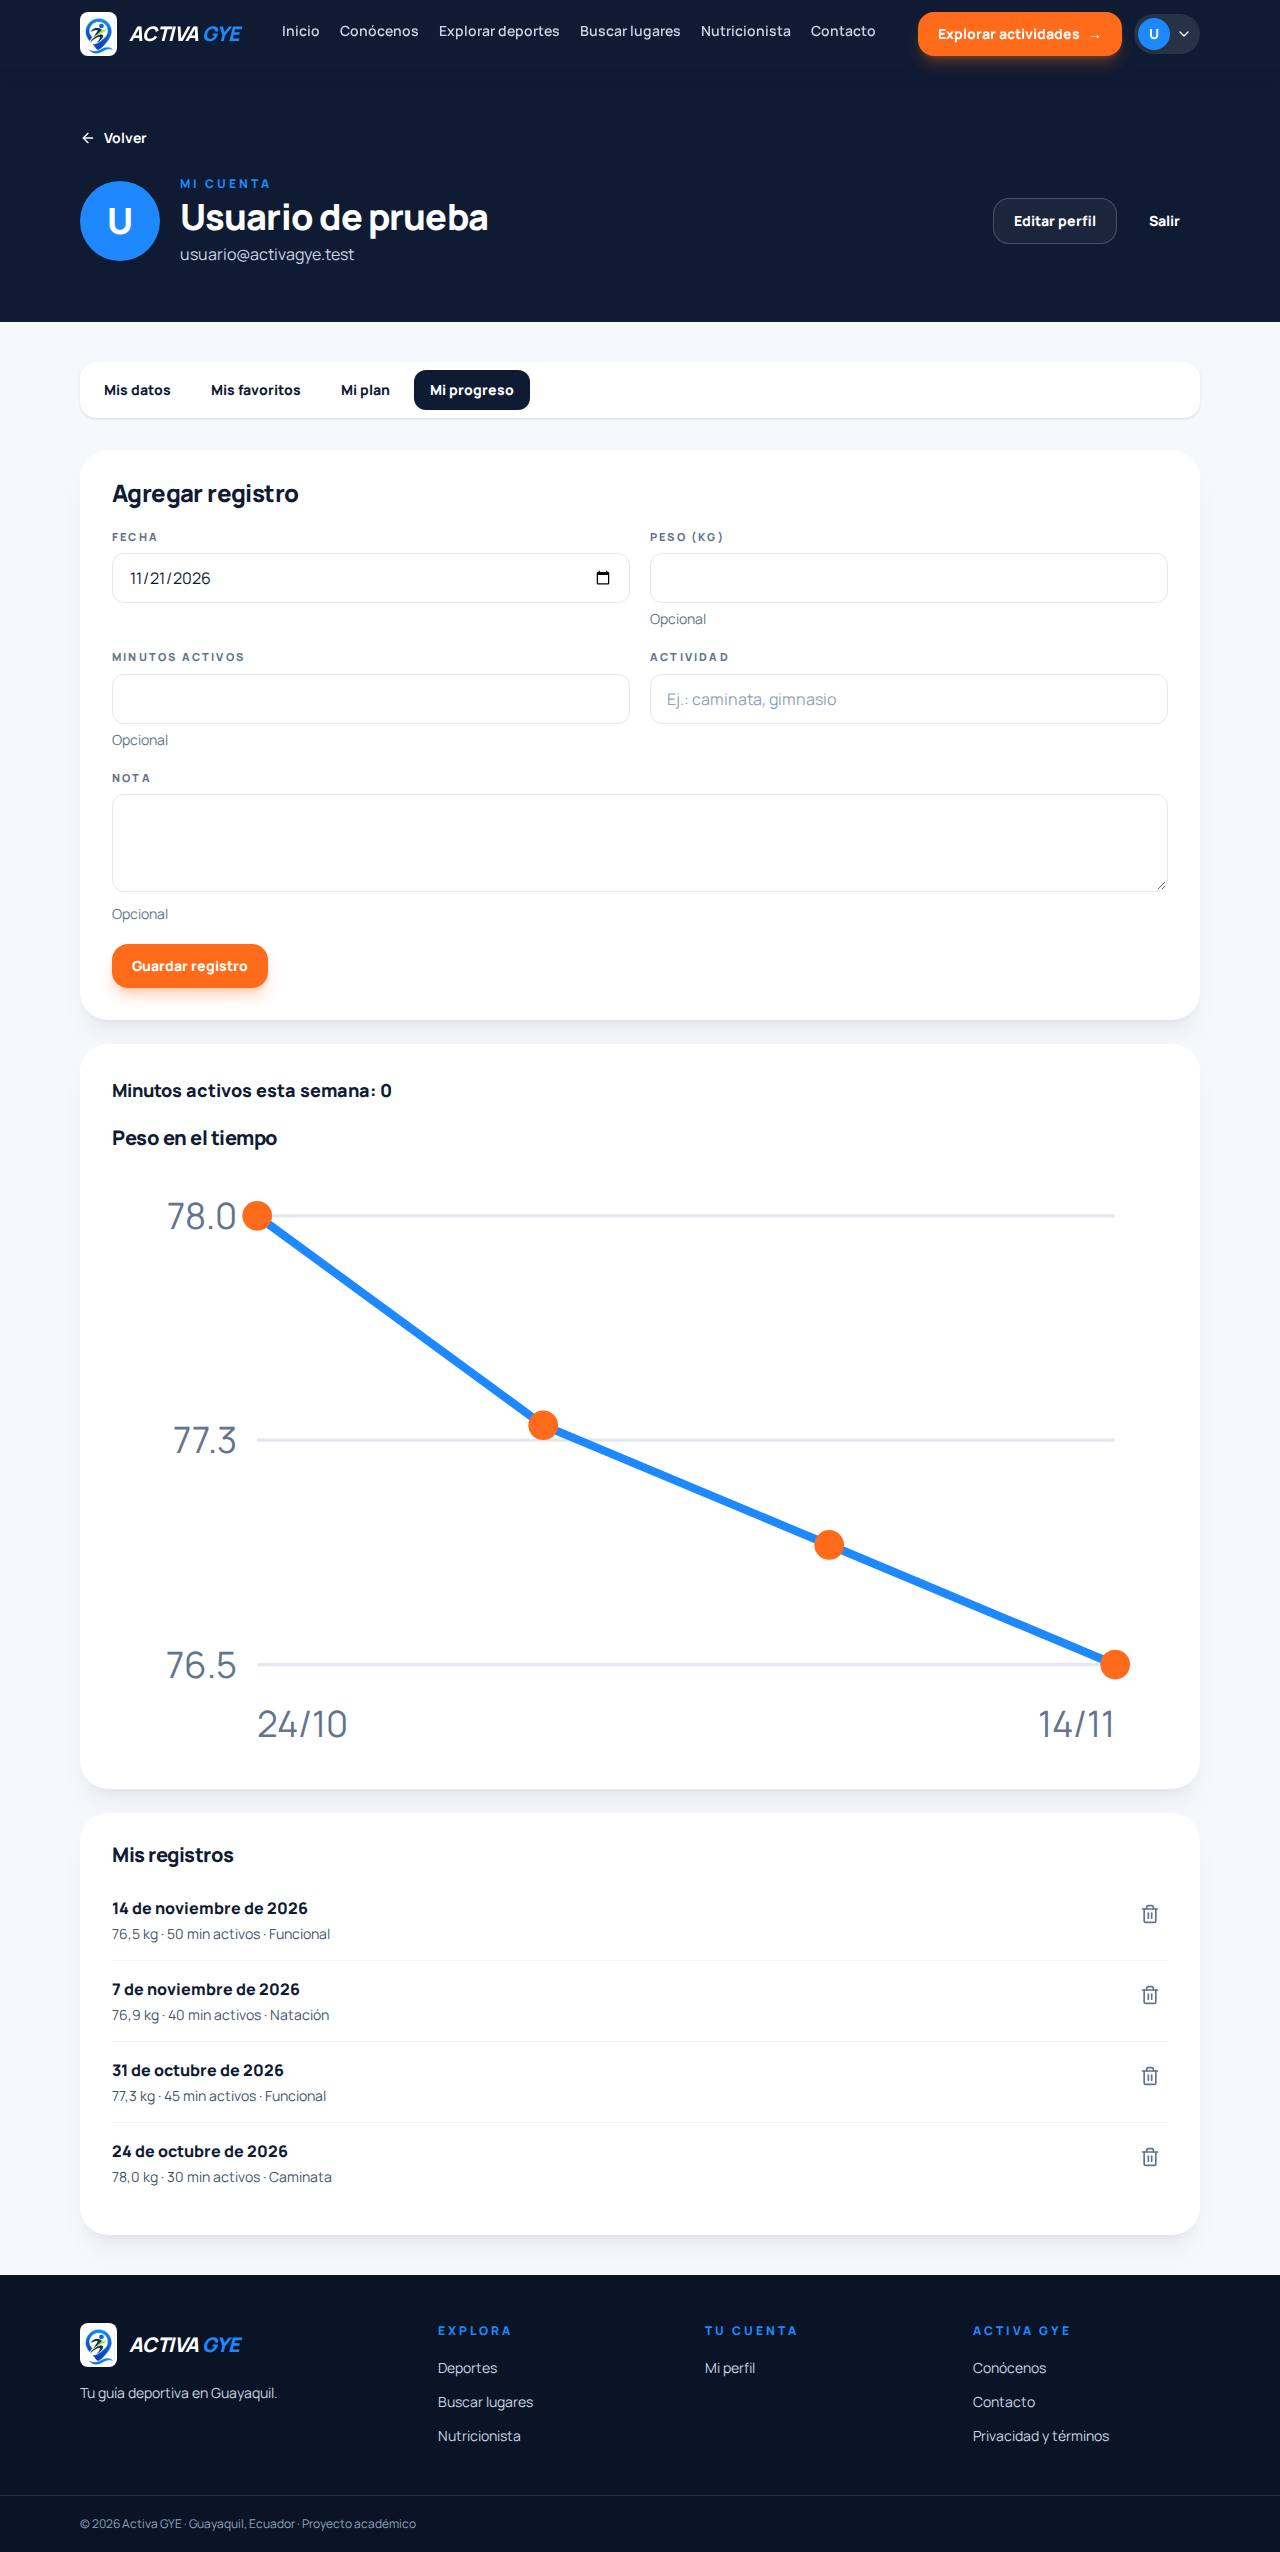 ACTIVA GYE
Inicio
Conócenos
Explorar deportes
Buscar lugares
Nutricionista
Contacto
Explorar actividades →
U
Volver
U
MI CUENTA
Usuario de prueba
usuario@activagye.test
Editar perfil
Salir
Mis datos
Mis favoritos
Mi plan
Mi progreso
Agregar registro
FECHA
11/21/2026
PESO (KG)
Opcional
MINUTOS ACTIVOS
Opcional
ACTIVIDAD
Ej.: caminata, gimnasio
NOTA
Opcional
Guardar registro
Minutos activos esta semana: 0
Peso en el tiempo
78.0
77.3
76.5
24/10
14/11
Mis registros
14 de noviembre de 2026
76,5 kg · 50 min activos · Funcional
7 de noviembre de 2026
76,9 kg · 40 min activos · Natación
31 de octubre de 2026
77,3 kg · 45 min activos · Funcional
24 de octubre de 2026
78,0 kg · 30 min activos · Caminata
ACTIVA GYE
Tu guía deportiva en Guayaquil.
EXPLORA
Deportes
Buscar lugares
Nutricionista
TU CUENTA
Mi perfil
ACTIVA GYE
Conócenos
Contacto
Privacidad y términos
© 2026 Activa GYE · Guayaquil, Ecuador · Proyecto académico